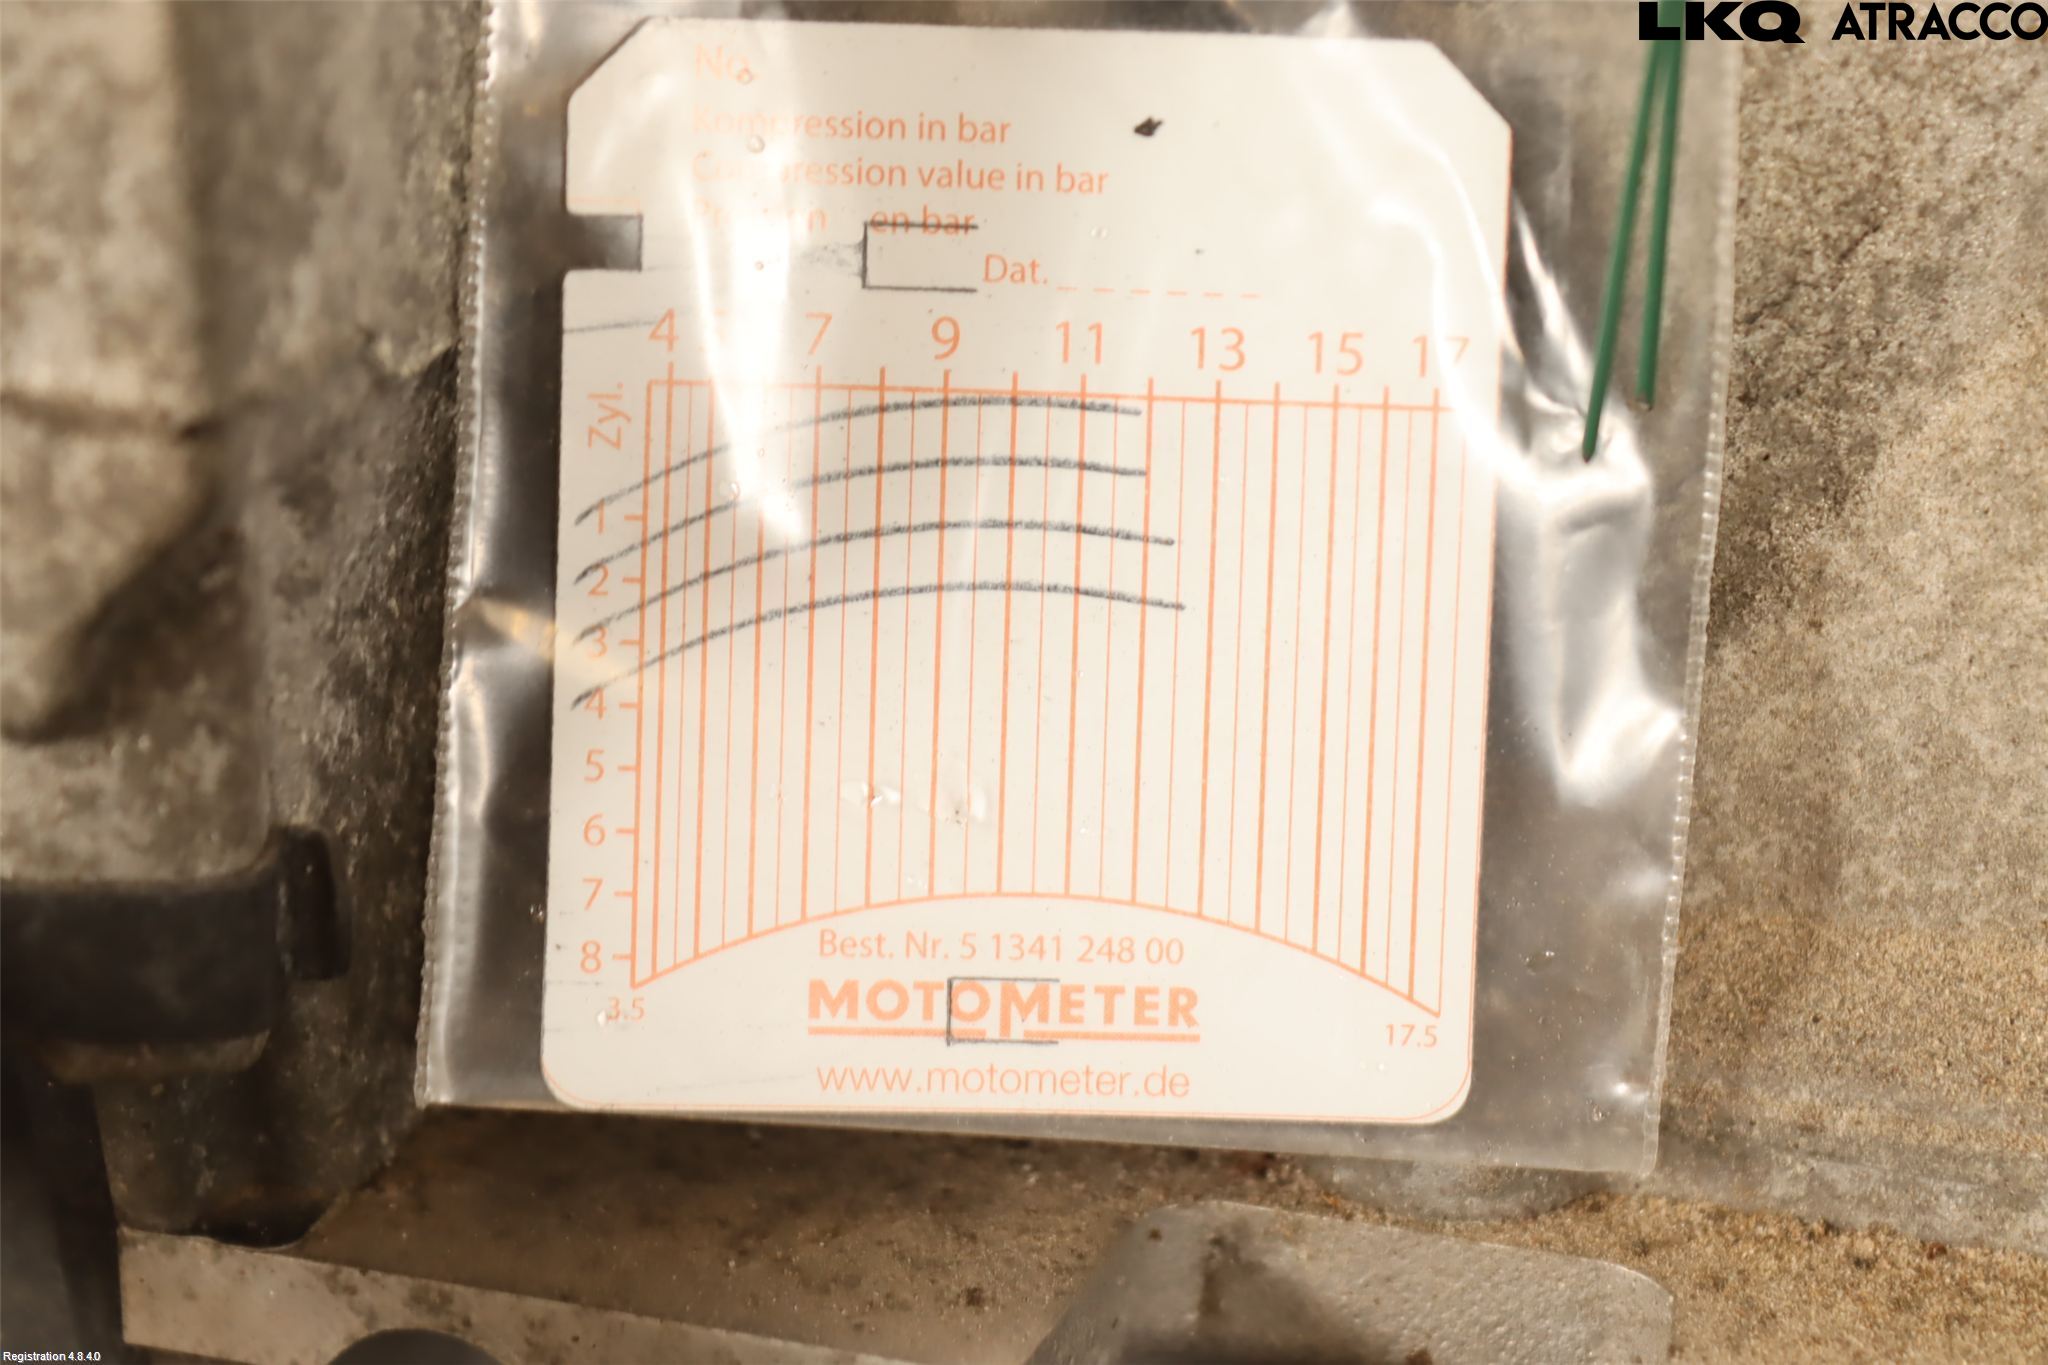 LKQ ATRACCO
No.
Kompression in bar
Compression value in bar
en bar
Dat.
4 7 9 11 13 15 17
Zyl.
1
2
3
4
5
6
7
8
3.5
17.5
Best. Nr. 5 1341 248 00
MOTOMETER
www.motometer.de
Registration 4.8.4.0